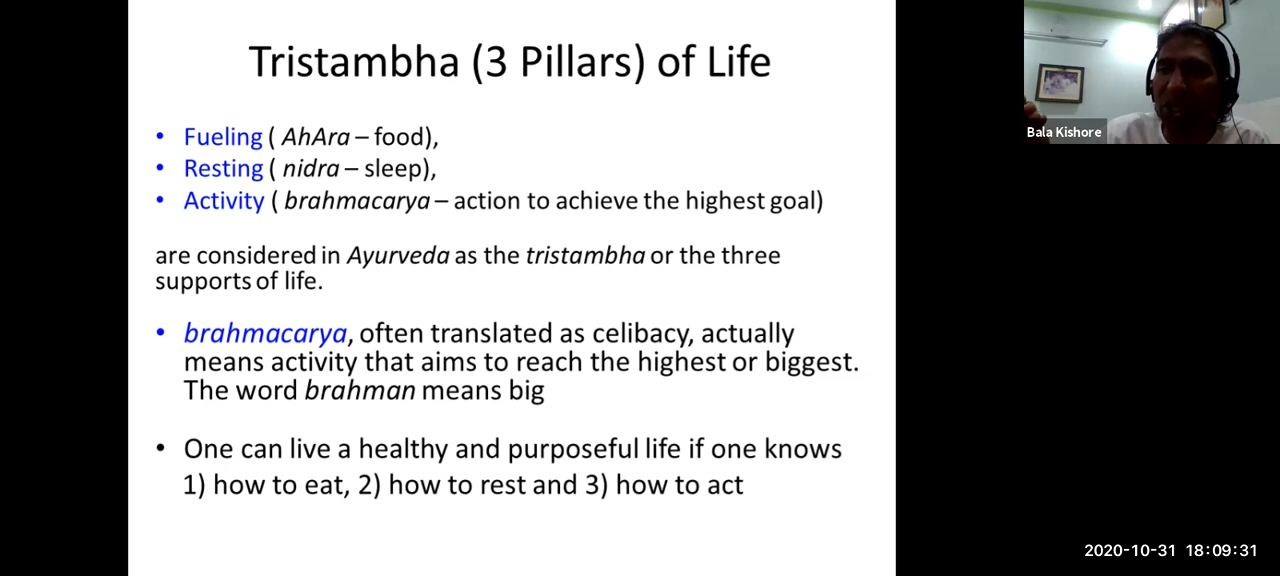 Tristambha (3 Pillars) of Life
• Fueling ( AhAra – food),
• Resting ( nidra – sleep),
• Activity ( brahmacarya – action to achieve the highest goal)
are considered in Ayurveda as the tristambha or the three
supports of life.
• brahmacarya, often translated as celibacy, actually
means activity that aims to reach the highest or biggest.
The word brahman means big
• One can live a healthy and purposeful life if one knows
1) how to eat, 2) how to rest and 3) how to act
Bala Kishore
2020-10-31 18:09:31